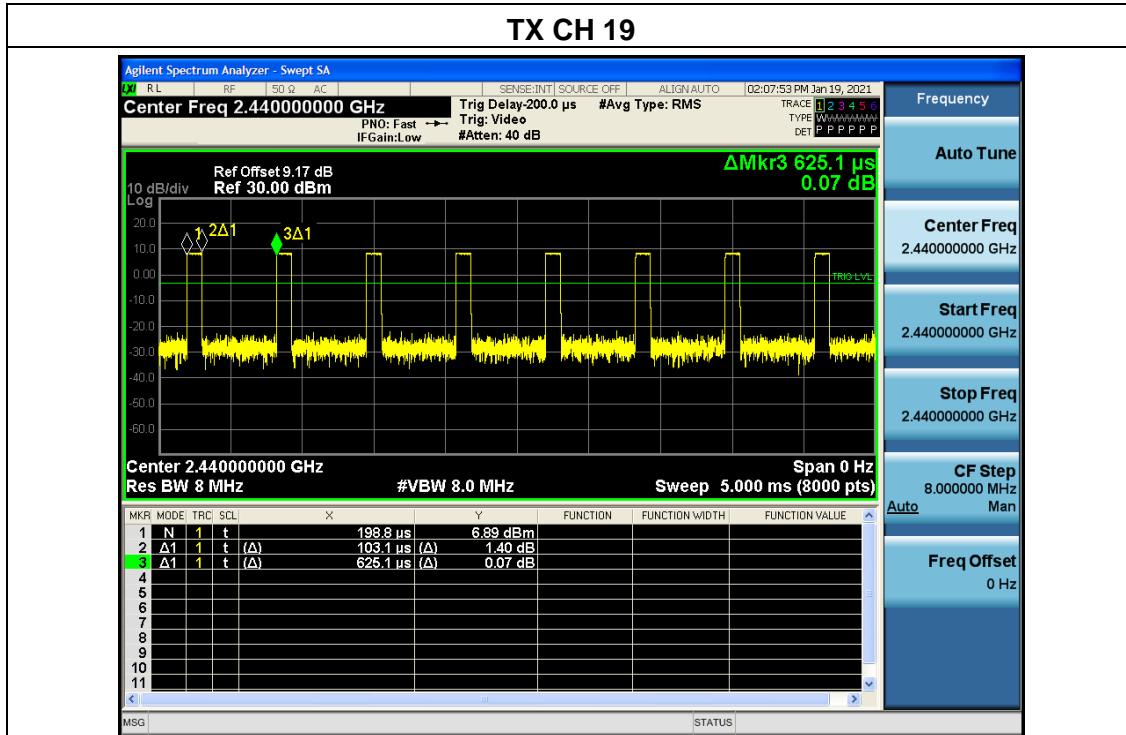 TX CH 19
Agilent Spectrum Analyzer - Swept SA
LXI RL RF 50 Ω AC SENSE:INT SOURCE OFF ALIGN AUTO 02:07:53 PM Jan 19, 2021
Center Freq 2.440000000 GHz
PNO: Fast
IFGain:Low
Trig Delay-200.0 µs #Avg Type: RMS
Trig: Video
#Atten: 40 dB
TRACE 1 2 3 4 5 6
TYPE WWWWWW
DET P P P P P P
Frequency
Auto Tune
Center Freq
2.440000000 GHz
Start Freq
2.440000000 GHz
Stop Freq
2.440000000 GHz
CF Step
8.000000 MHz
Auto Man
Freq Offset
0 Hz
ΔMkr3 625.1 µs
0.07 dB
Ref Offset 9.17 dB
10 dB/div Ref 30.00 dBm
Log
20.0
10.0
0.00
-10.0
-20.0
-30.0
-40.0
-50.0
-60.0
1 2Δ1 3Δ1
TRIG LVL
Center 2.440000000 GHz Span 0 Hz
Res BW 8 MHz #VBW 8.0 MHz Sweep 5.000 ms (8000 pts)
MKR MODE TRC SCL X Y FUNCTION FUNCTION WIDTH FUNCTION VALUE
1 N 1 t 198.8 µs 6.89 dBm
2 Δ1 1 t (Δ) 103.1 µs (Δ) 1.40 dB
3 Δ1 1 t (Δ) 625.1 µs (Δ) 0.07 dB
4
5
6
7
8
9
10
11
MSG STATUS